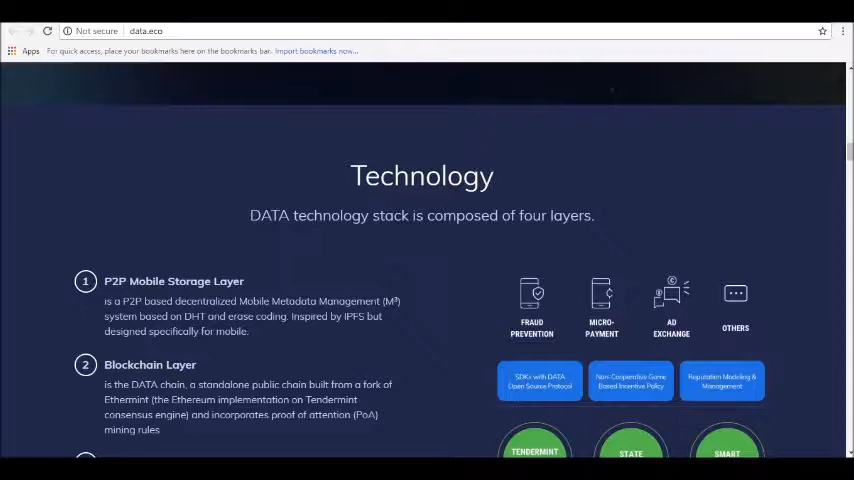 Not secure data.eco
Apps For quick access, place your bookmarks here on the bookmarks bar. Import bookmarks now...
Technology
DATA technology stack is composed of four layers.
1 P2P Mobile Storage Layer
is a P2P based decentralized Mobile Metadata Management (M³)
system based on DHT and erase coding. Inspired by IPFS but
designed specifically for mobile.
2 Blockchain Layer
is the DATA chain, a standalone public chain built from a fork of
Ethermint (the Ethereum implementation on Tendermint
consensus engine) and incorporates proof of attention (PoA)
mining rules
FRAUD
PREVENTION
MICRO-
PAYMENT
AD
EXCHANGE
OTHERS
SDKs with DATA
Open Source Protocol
Non-Cooperative Game
Based Incentive Policy
Reputation Modeling &
Management
TENDERMINT
STATE
SMART